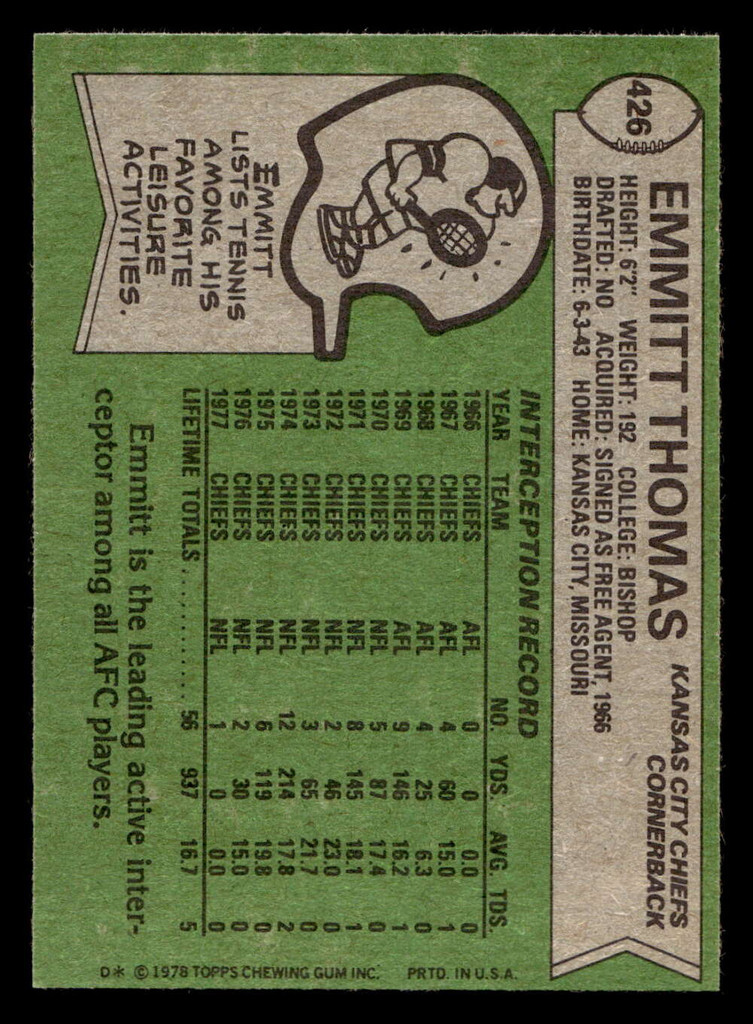 426
EMMITT THOMAS
KANSAS CITY CHIEFS
CORNERBACK
HEIGHT: 6'2" WEIGHT: 192 COLLEGE: BISHOP
DRAFTED: NO ACQUIRED: SIGNED AS FREE AGENT, 1966
BIRTHDATE: 6-3-43 HOME: KANSAS CITY, MISSOURI
EMMITT
LISTS TENNIS
AMONG HIS
FAVORITE
LEISURE
ACTIVITIES.
INTERCEPTION RECORD
YEAR TEAM NO. YDS. AVG. TDS.
1966 CHIEFS AFL 0 0 0.0 0
1967 CHIEFS AFL 4 60 15.0 1
1968 CHIEFS AFL 4 25 6.3 0
1969 CHIEFS AFL 9 146 16.2 1
1970 CHIEFS NFL 5 87 17.4 0
1971 CHIEFS NFL 8 145 18.1 1
1972 CHIEFS NFL 2 46 23.0 0
1973 CHIEFS NFL 3 65 21.7 0
1974 CHIEFS NFL 12 214 17.8 2
1975 CHIEFS NFL 6 119 19.8 0
1976 CHIEFS NFL 2 30 15.0 0
1977 CHIEFS NFL 1 0 0.0 0
LIFETIME TOTALS ............ 56 937 16.7 5
Emmitt is the leading active inter-
ceptor among all AFC players.
D* © 1978 TOPPS CHEWING GUM INC. PRTD. IN U.S.A.